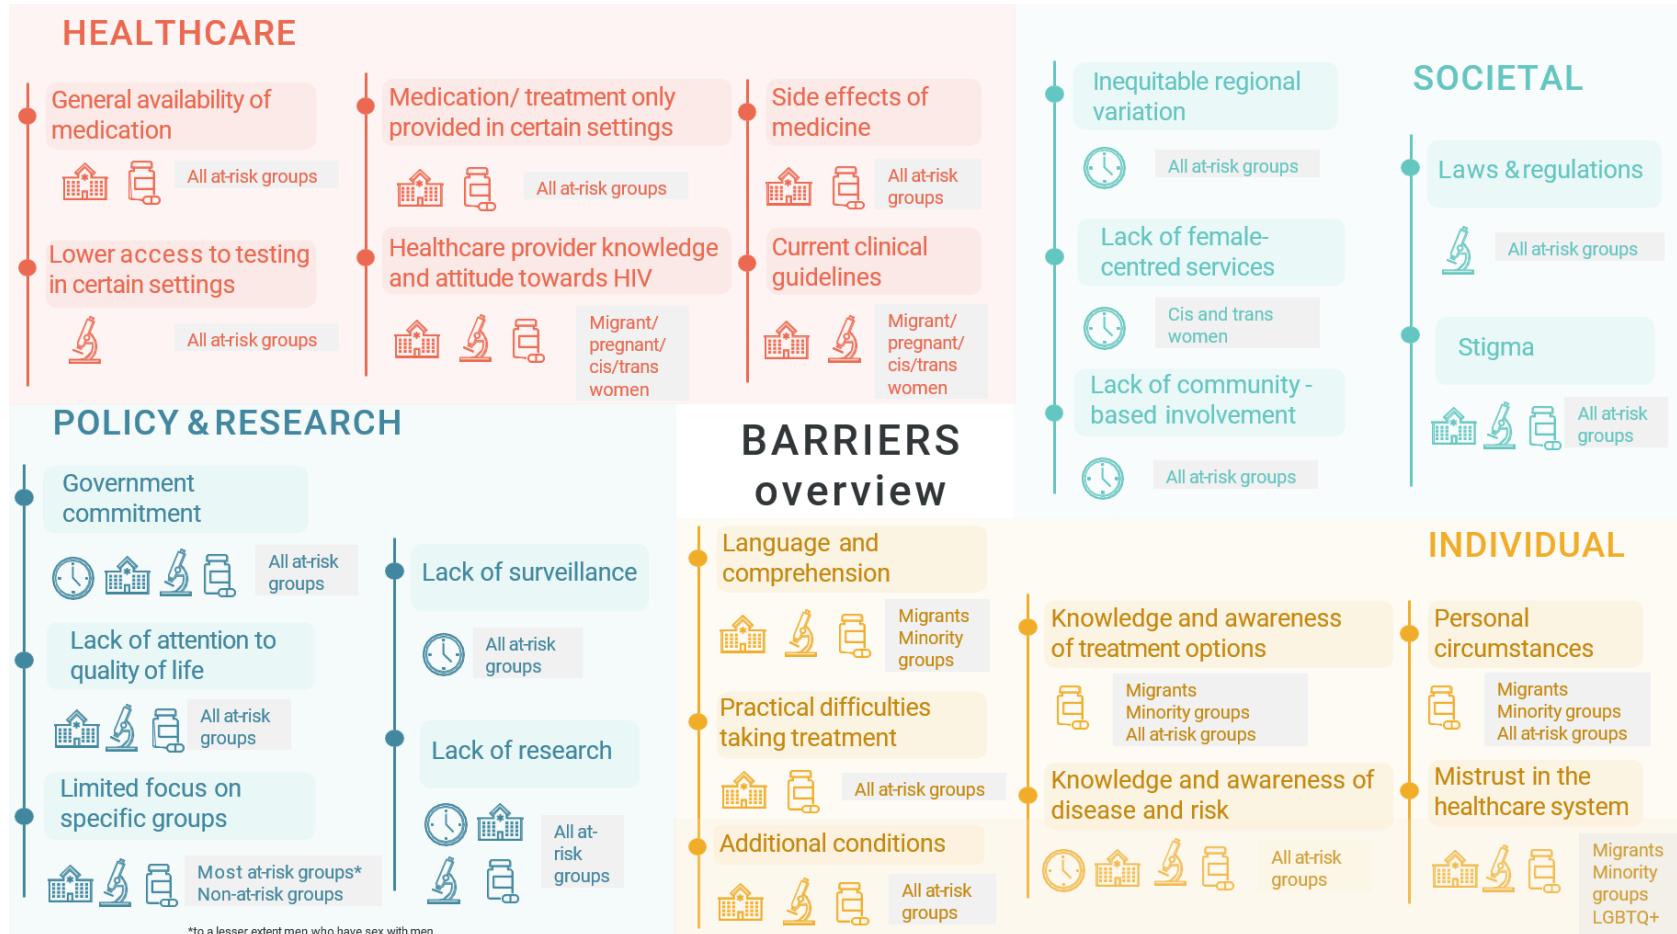 HEALTHCARE
General availability of
medication
All at-risk groups
Lower access to testing
in certain settings
All at-risk groups
Medication/ treatment only
provided in certain settings
All at-risk groups
Healthcare provider knowledge
and attitude towards HIV
Migrant/
pregnant/
cis/trans
women
Side effects of
medicine
All at-risk
groups
Current clinical
guidelines
Migrant/
pregnant/
cis/trans
women
SOCIETAL
Inequitable regional
variation
All at-risk groups
Lack of female-
centred services
Cis and trans
women
Lack of community -
based involvement
All at-risk groups
Laws & regulations
All at-risk groups
Stigma
All at-risk
groups
POLICY & RESEARCH
Government
commitment
All at-risk
groups
Lack of attention to
quality of life
All at-risk
groups
Limited focus on
specific groups
Most at-risk groups*
Non-at-risk groups
*to a lesser extent men who have sex with men
Lack of surveillance
All at-risk
groups
Lack of research
All at-
risk
groups
BARRIERS
overview
INDIVIDUAL
Language and
comprehension
Migrants
Minority
groups
Practical difficulties
taking treatment
All at-risk groups
Additional conditions
All at-risk
groups
Knowledge and awareness
of treatment options
Migrants
Minority groups
All at-risk groups
Knowledge and awareness of
disease and risk
All at-risk
groups
Personal
circumstances
Migrants
Minority groups
All at-risk groups
Mistrust in the
healthcare system
Migrants
Minority
groups
LGBTQ+